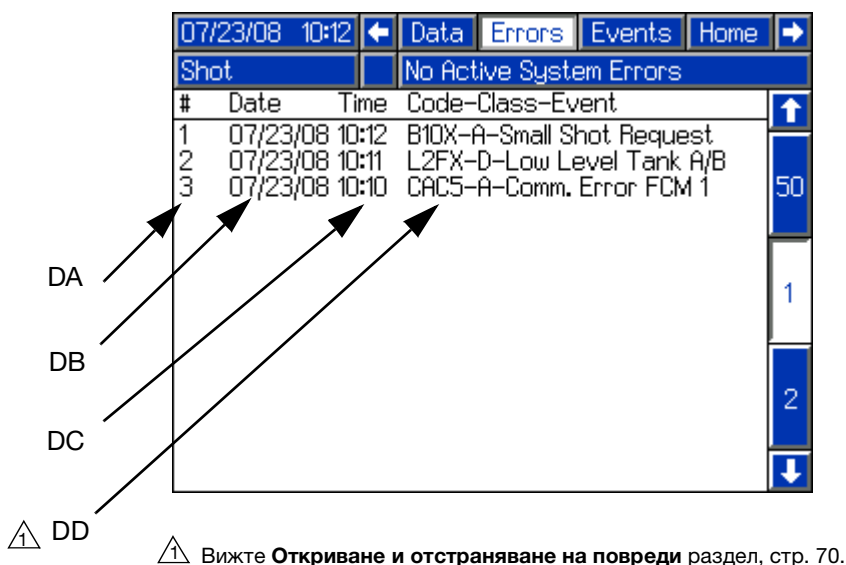 07/23/08 10:12 Data Errors Events Home
Shot No Active System Errors
# Date Time Code-Class-Event
1 07/23/08 10:12 B10X-A-Small Shot Request
2 07/23/08 10:11 L2FX-D-Low Level Tank A/B
3 07/23/08 10:10 CAC5-A-Comm. Error FCM 1
50
1
2
DA
DB
DC
1 DD
1 Вижте Откриване и отстраняване на повреди раздел, стр. 70.